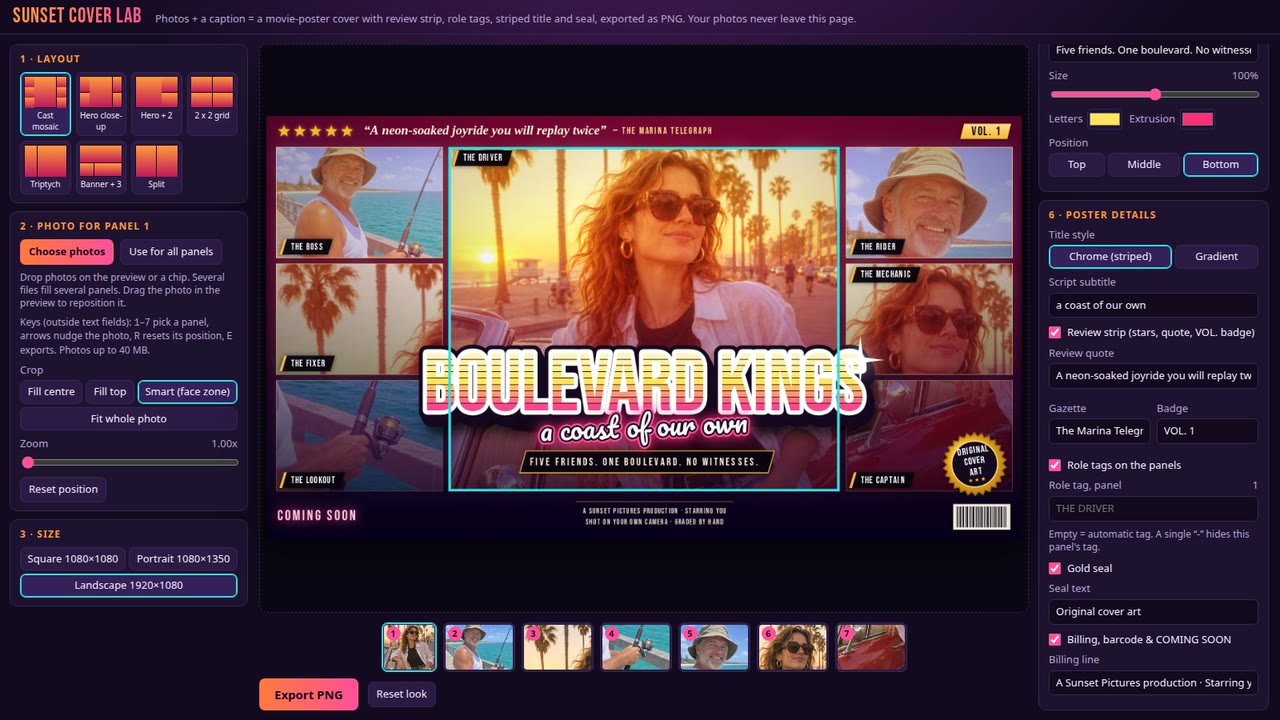 SUNSET COVER LAB
Photos + a caption = a movie-poster cover with review strip, role tags, striped title and seal, exported as PNG. Your photos never leave this page.
1 · LAYOUT
Cast mosaic
Hero close-up
Hero + 2
2 x 2 grid
Triptych
Banner + 3
Split
2 · PHOTO FOR PANEL 1
Choose photos
Use for all panels
Drop photos on the preview or a chip. Several
files fill several panels. Drag the photo in the
preview to reposition it.
Keys (outside text fields): 1–7 pick a panel,
arrows nudge the photo, R resets its position, E
exports. Photos up to 40 MB.
Crop
Fill centre
Fill top
Smart (face zone)
Fit whole photo
Zoom 1.00x
Reset position
3 · SIZE
Square 1080×1080
Portrait 1080×1350
Landscape 1920×1080
“A neon-soaked joyride you will replay twice” – THE MARINA TELEGRAPH
VOL. 1
THE DRIVER
THE BOSS
THE RIDER
THE MECHANIC
THE FIXER
BOULEVARD KINGS
a coast of our own
FIVE FRIENDS. ONE BOULEVARD. NO WITNESSES.
THE LOOKOUT
THE CAPTAIN
ORIGINAL
COVER
ART
COMING SOON
A SUNSET PICTURES PRODUCTION · STARRING YOU
SHOT ON YOUR OWN CAMERA · GRADED BY HAND
1
2
3
4
5
6
7
Export PNG
Reset look
Five friends. One boulevard. No witnesse
Size 100%
Letters
Extrusion
Position
Top
Middle
Bottom
6 · POSTER DETAILS
Title style
Chrome (striped)
Gradient
Script subtitle
a coast of our own
Review strip (stars, quote, VOL. badge)
Review quote
A neon-soaked joyride you will replay tw
Gazette
Badge
The Marina Telegr
VOL. 1
Role tags on the panels
Role tag, panel 1
THE DRIVER
Empty = automatic tag. A single “-” hides this
panel's tag.
Gold seal
Seal text
Original cover art
Billing, barcode & COMING SOON
Billing line
A Sunset Pictures production · Starring y